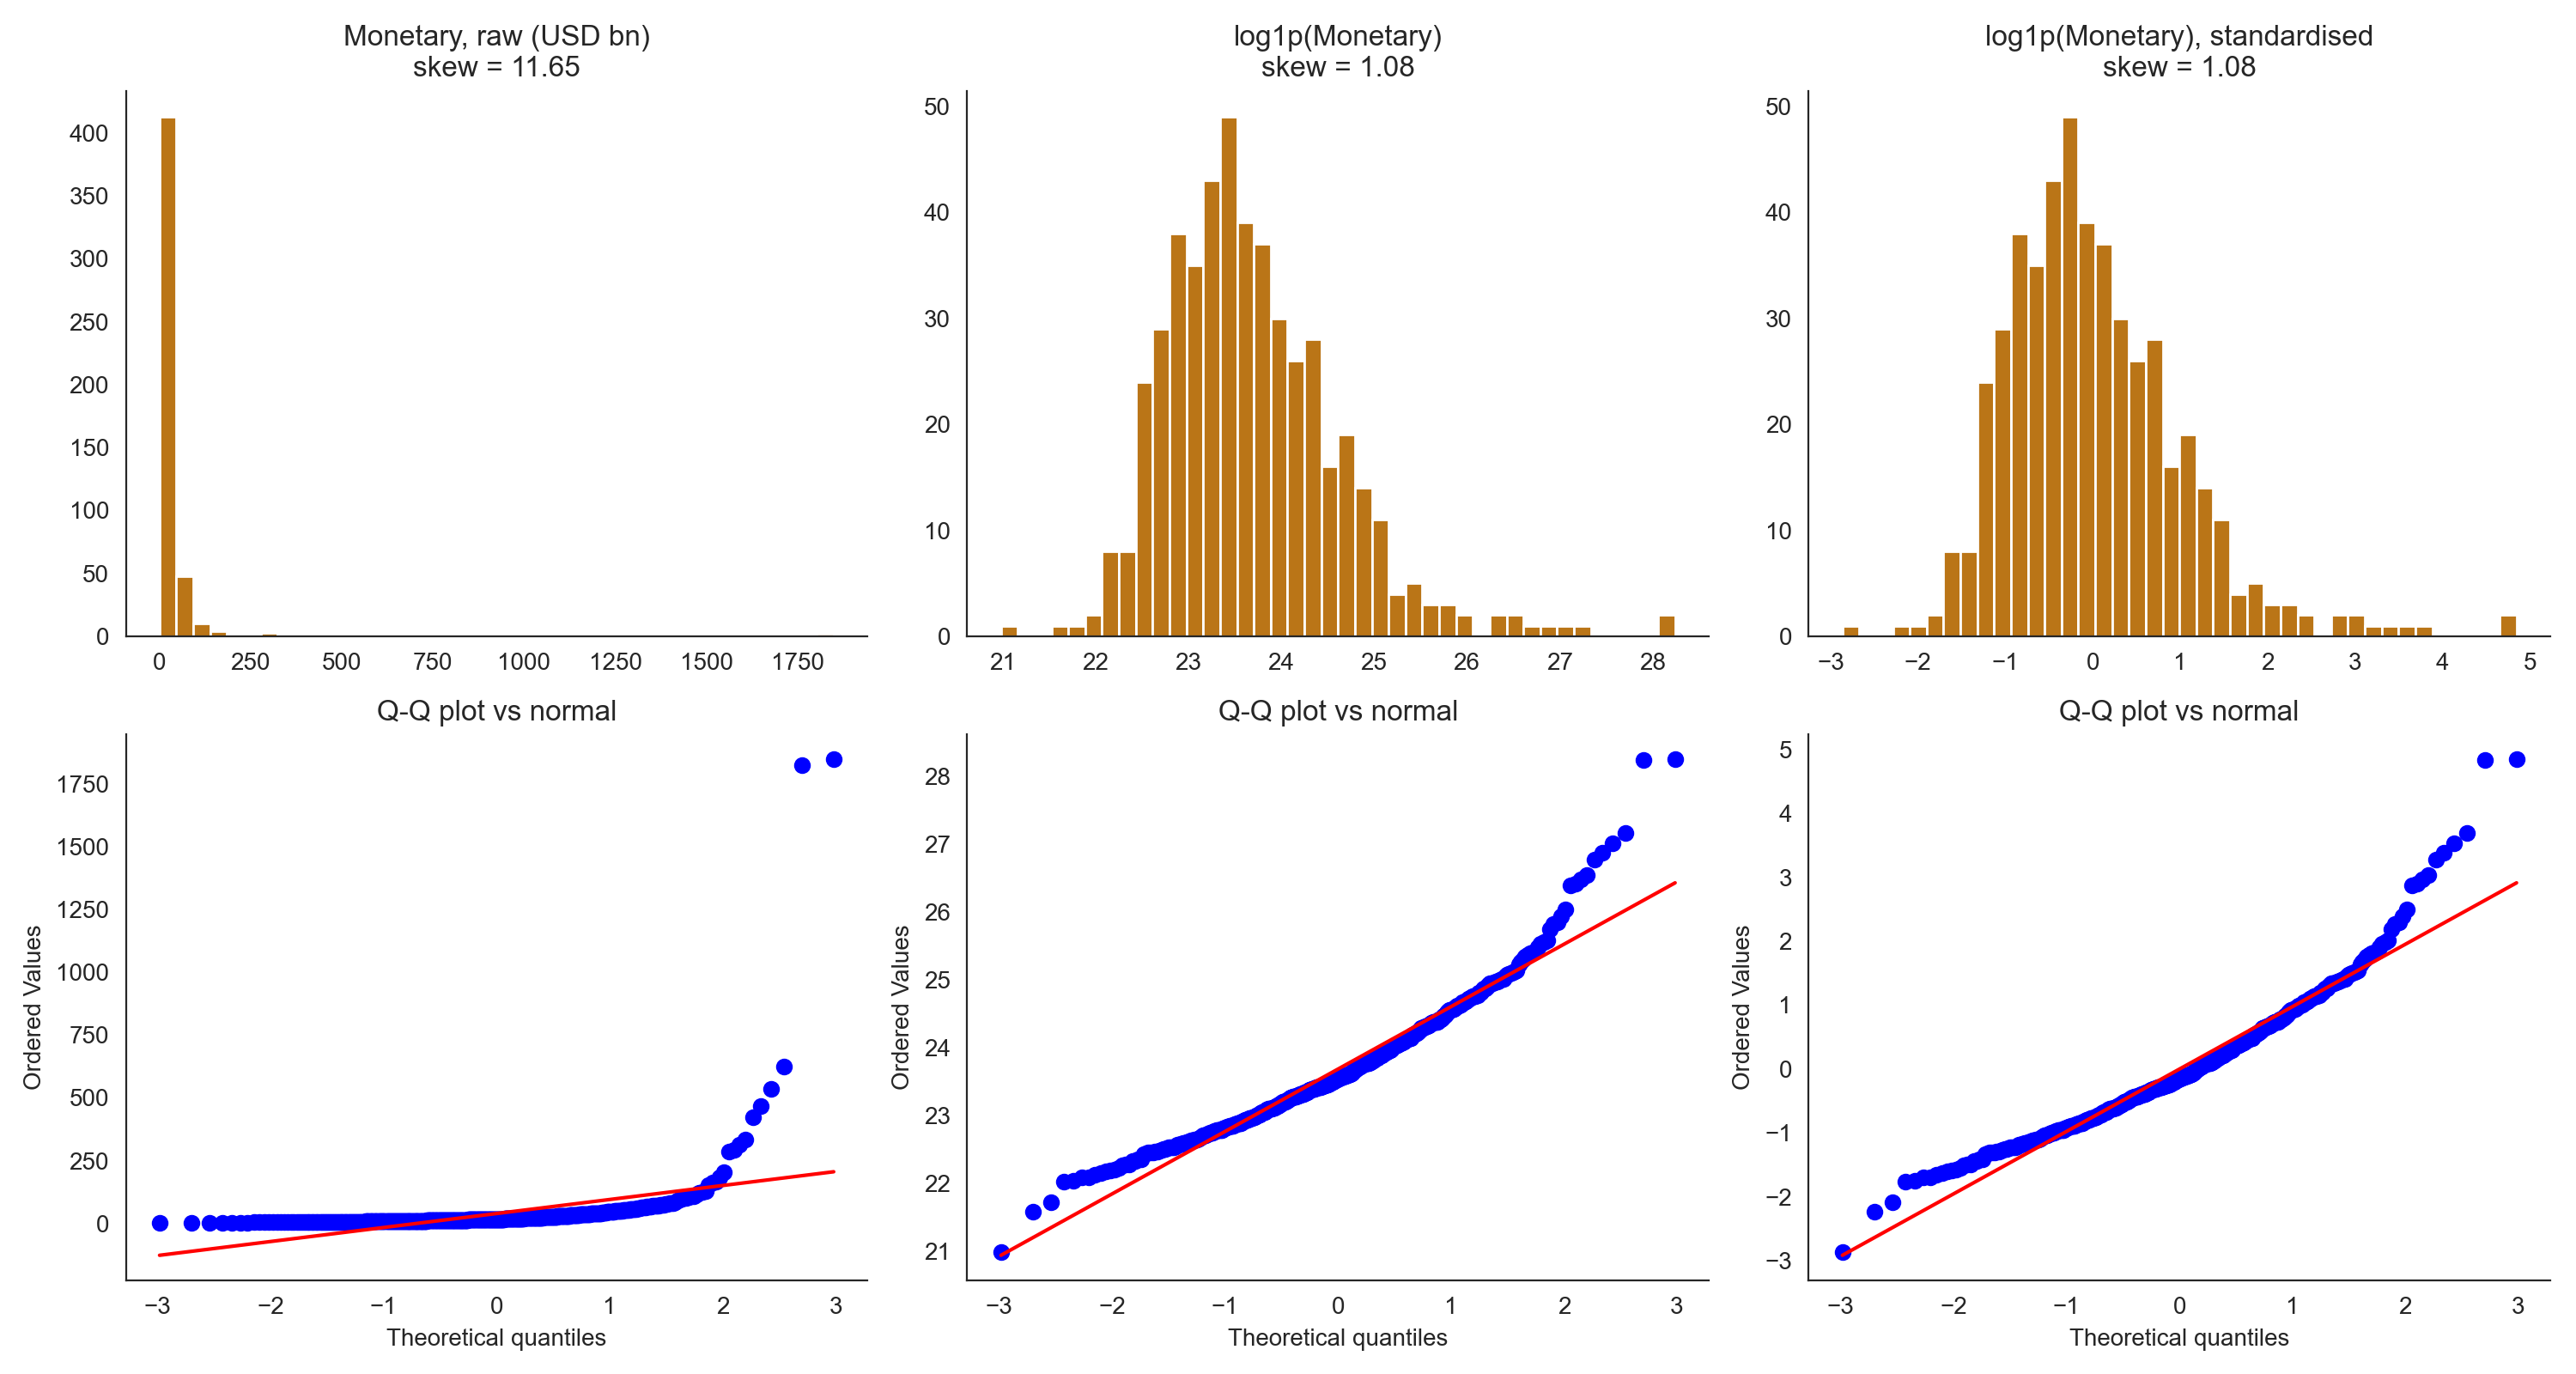 Monetary, raw (USD bn)
skew = 11.65
400
350
300
250
200
150
100
50
0
0 250 500 750 1000 1250 1500 1750
log1p(Monetary)
skew = 1.08
50
40
30
20
10
0
21 22 23 24 25 26 27 28
log1p(Monetary), standardised
skew = 1.08
50
40
30
20
10
0
−3 −2 −1 0 1 2 3 4 5
Q-Q plot vs normal
Ordered Values
1750
1500
1250
1000
750
500
250
0
−3 −2 −1 0 1 2 3
Theoretical quantiles
Q-Q plot vs normal
Ordered Values
28
27
26
25
24
23
22
21
−3 −2 −1 0 1 2 3
Theoretical quantiles
Q-Q plot vs normal
Ordered Values
5
4
3
2
1
0
−1
−2
−3
−3 −2 −1 0 1 2 3
Theoretical quantiles